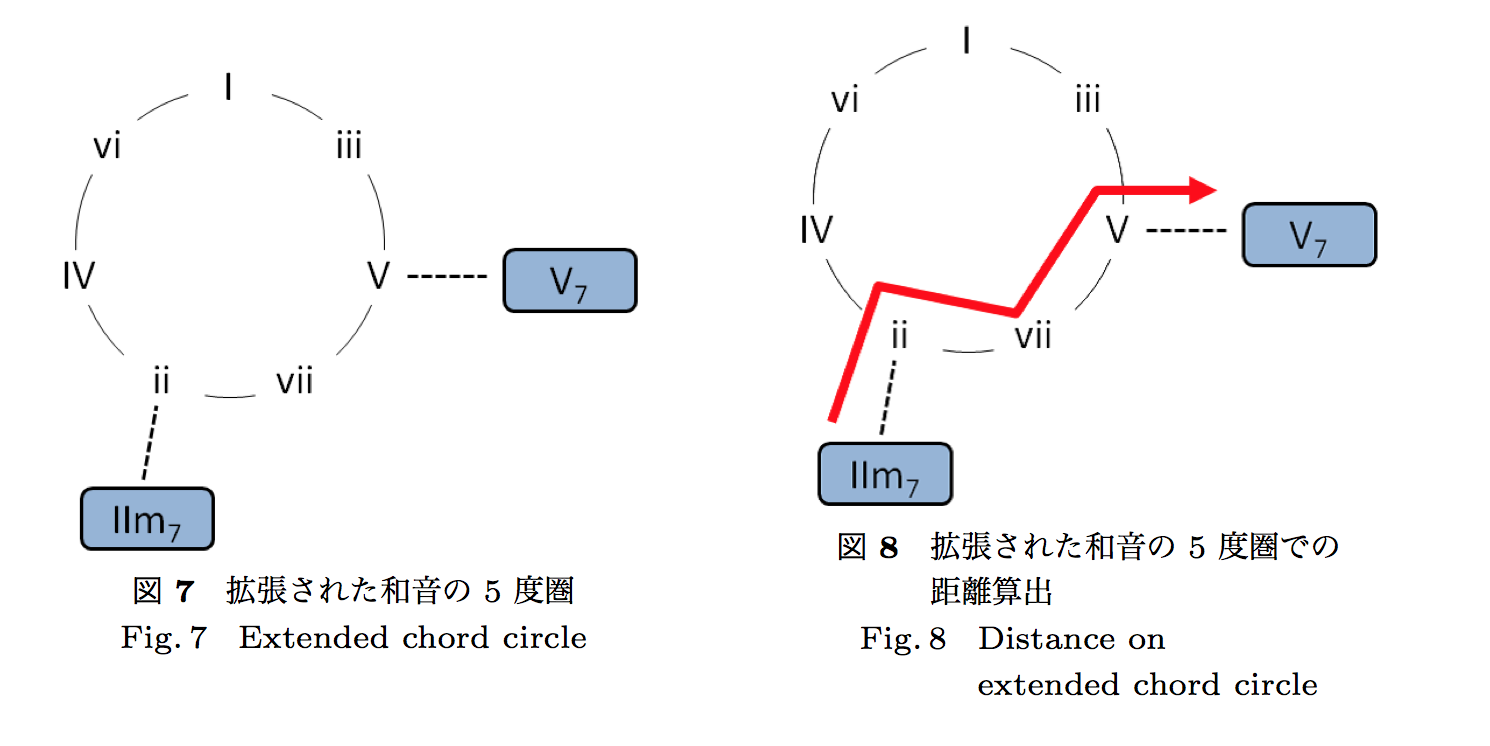 I
vi
iii
IV
V
V7
ii
vii
IIm7
図 7 拡張された和音の 5 度圏
Fig. 7 Extended chord circle
I
vi
iii
IV
V
V7
ii
vii
IIm7
図 8 拡張された和音の 5 度圏での
距離算出
Fig. 8 Distance on
extended chord circle